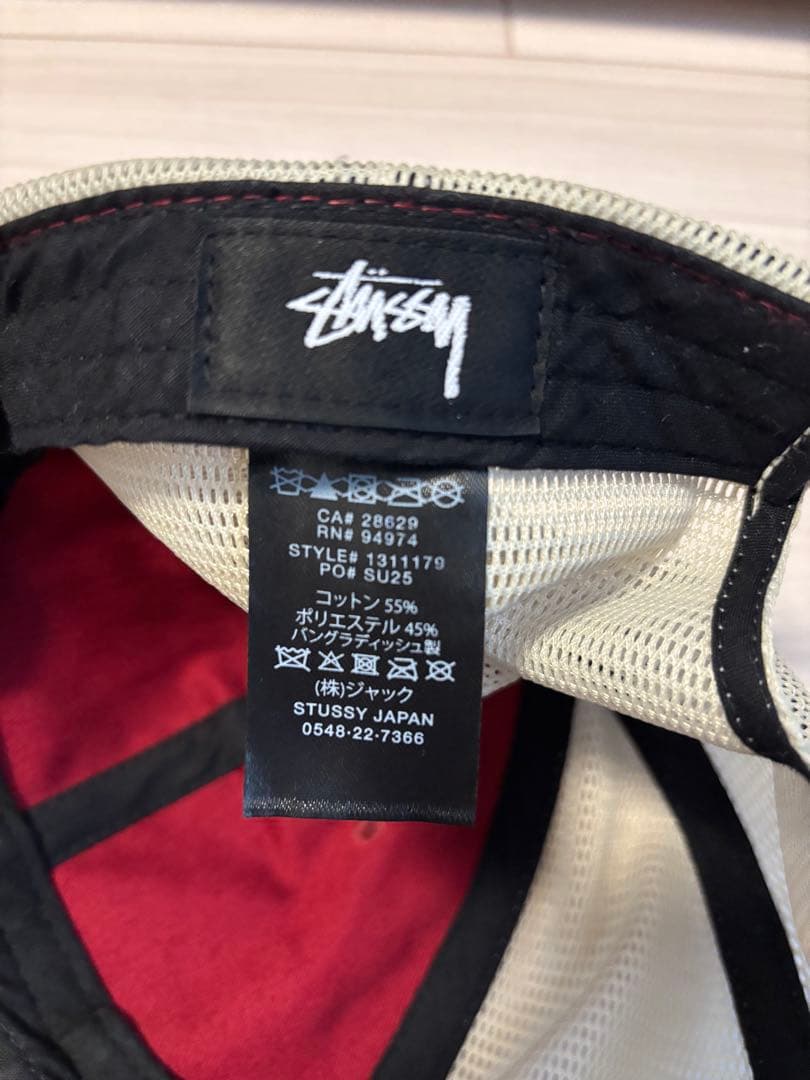 Stüssy
CA# 28629
RN# 94974
STYLE# 1311179
PO# SU25
コットン 55%
ポリエステル 45%
バングラディッシュ製
(株)ジャック
STUSSY JAPAN
0548·22·7366